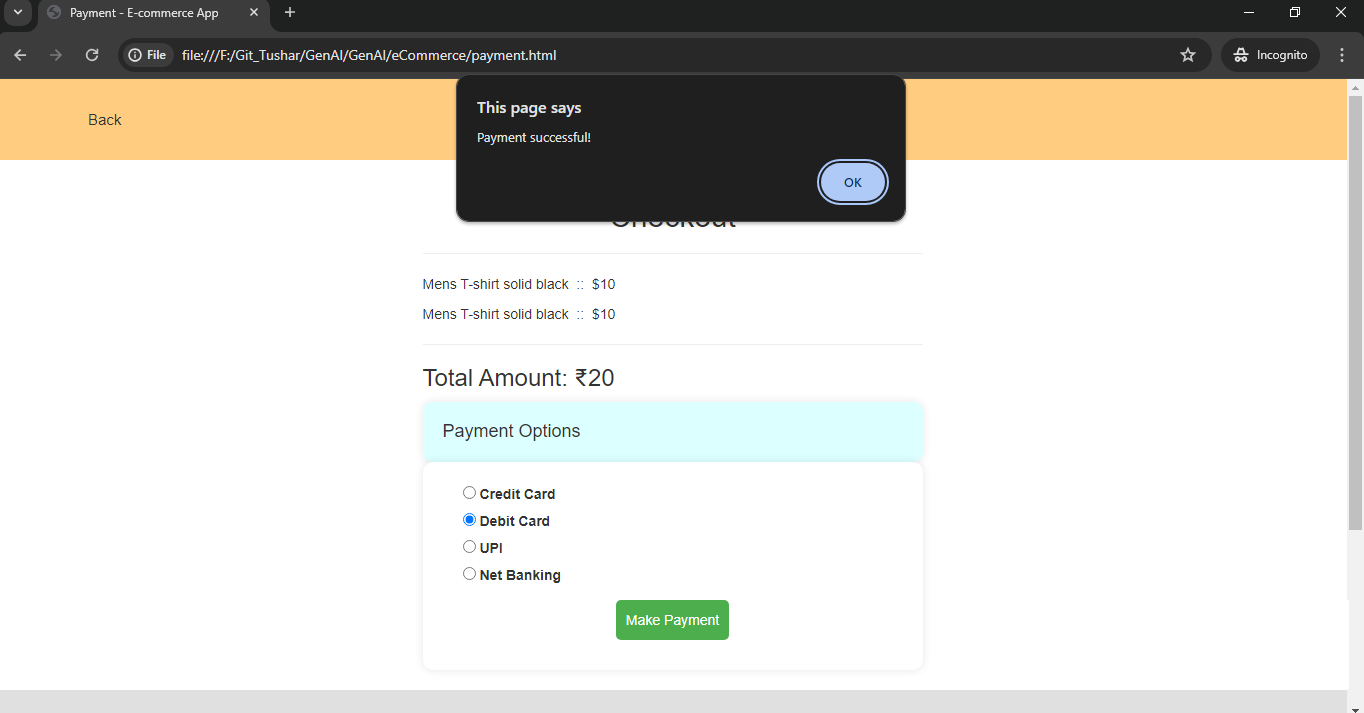 Payment - E-commerce App
File file:///F:/Git_Tushar/GenAI/GenAI/eCommerce/payment.html Incognito
Back
This page says
Payment successful!
OK
Checkout
Mens T-shirt solid black :: $10
Mens T-shirt solid black :: $10
Total Amount: ₹20
Payment Options
Credit Card
Debit Card
UPI
Net Banking
Make Payment